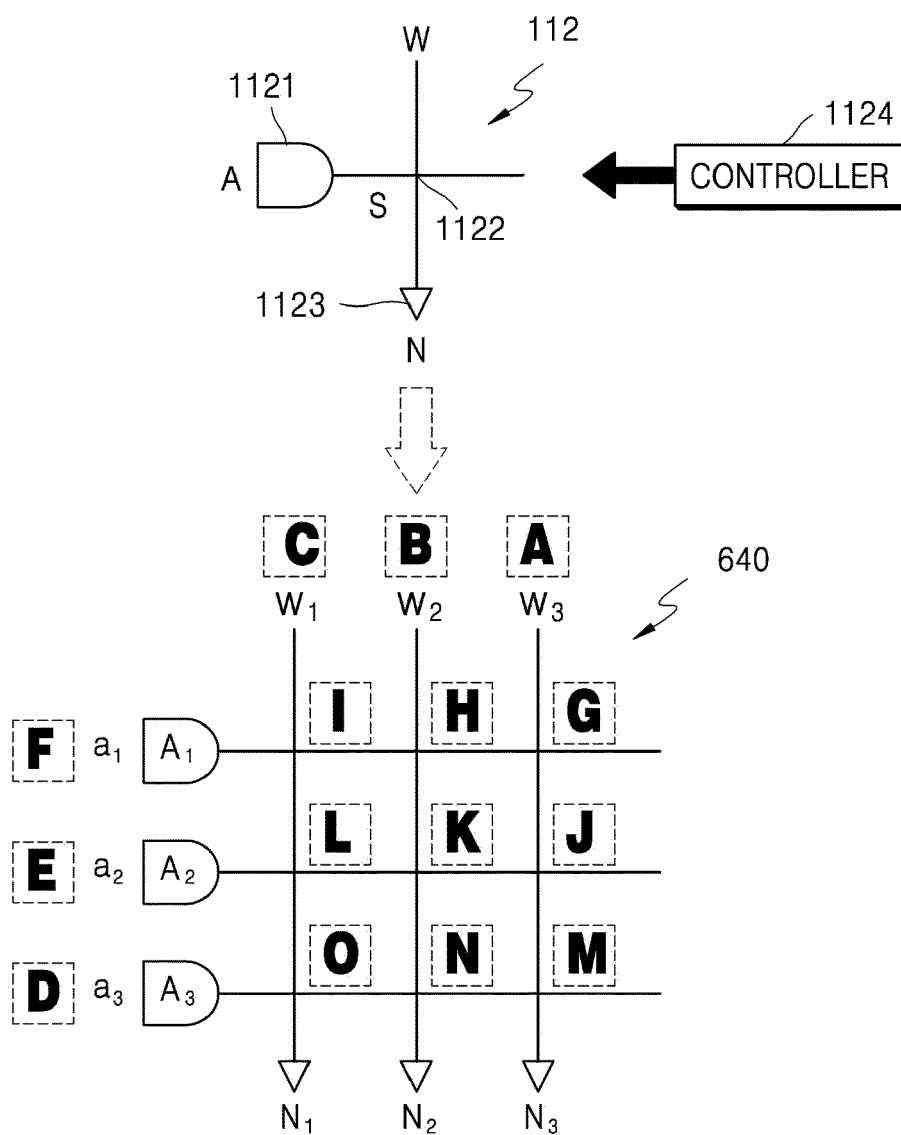 W
112
1121
1124
A
CONTROLLER
S
1122
1123
N
C B A
640
W₁ W₂ W₃
I H G
F a₁ A₁
L K J
E a₂ A₂
O N M
D a₃ A₃
N₁ N₂ N₃